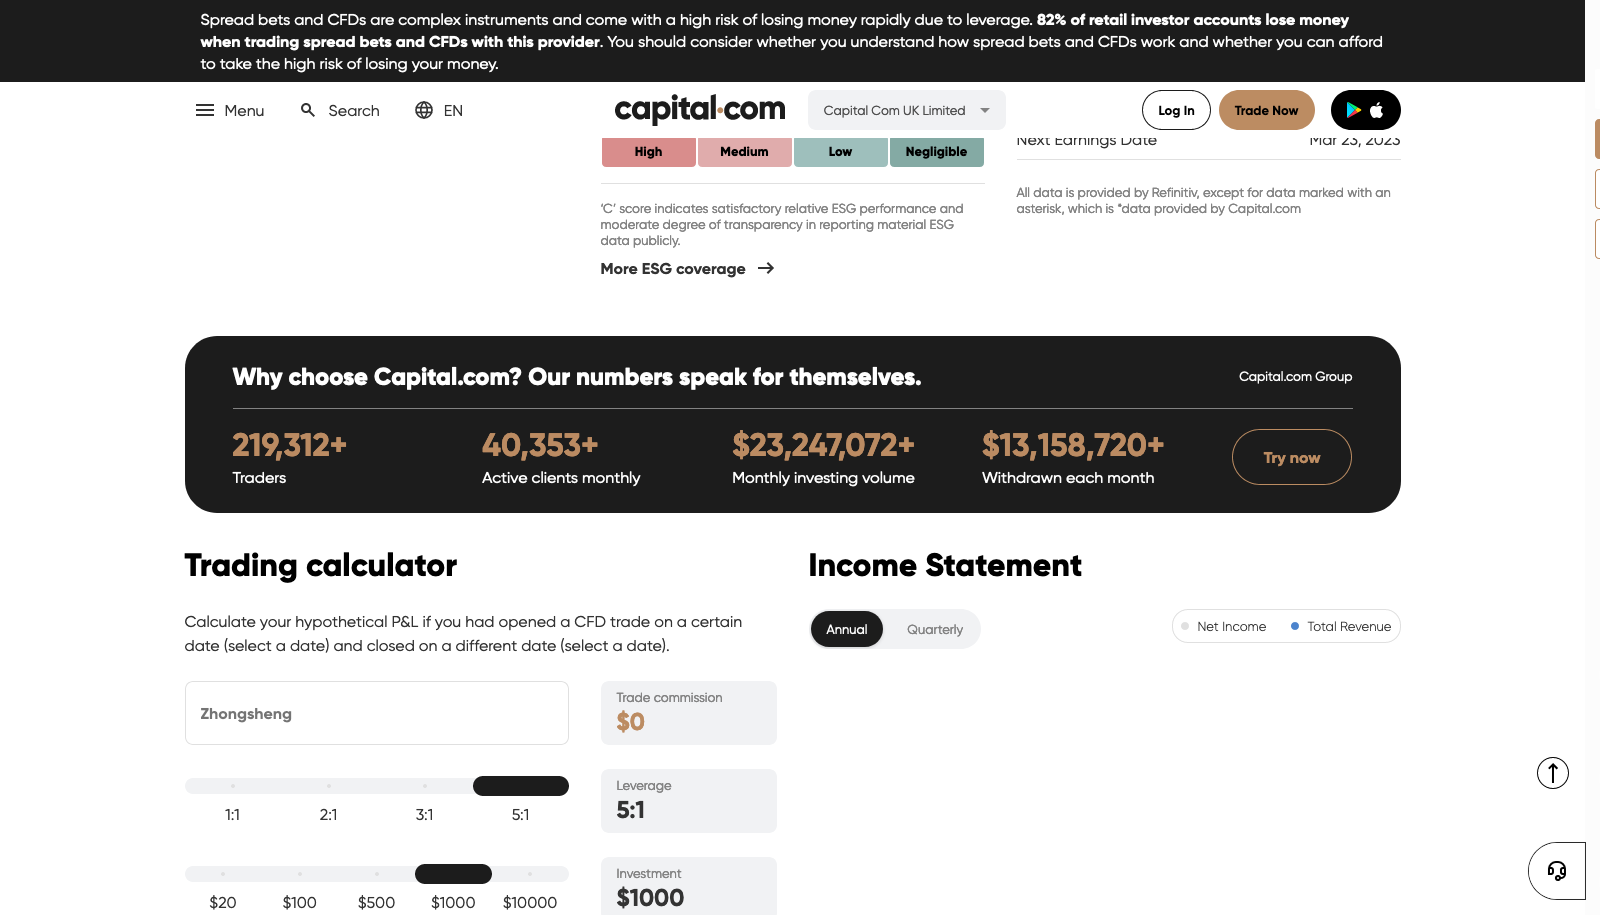 Spread bets and CFDs are complex instruments and come with a high risk of losing money rapidly due to leverage. 82% of retail investor accounts lose money
when trading spread bets and CFDs with this provider. You should consider whether you understand how spread bets and CFDs work and whether you can afford
to take the high risk of losing your money.
Menu
Search
EN
capital.com
Capital Com UK Limited
Log In
Trade Now
High
Medium
Low
Negligible
Next Earnings Date
Mar 23, 2023
'C' score indicates satisfactory relative ESG performance and
moderate degree of transparency in reporting material ESG
data publicly.
More ESG coverage
All data is provided by Refinitiv, except for data marked with an
asterisk, which is *data provided by Capital.com
Why choose Capital.com? Our numbers speak for themselves.
Capital.com Group
219,312+
Traders
40,353+
Active clients monthly
$23,247,072+
Monthly investing volume
$13,158,720+
Withdrawn each month
Try now
Trading calculator
Calculate your hypothetical P&L if you had opened a CFD trade on a certain
date (select a date) and closed on a different date (select a date).
Zhongsheng
Trade commission
$0
1:1
2:1
3:1
5:1
Leverage
5:1
$20
$100
$500
$1000
$10000
Investment
$1000
Income Statement
Annual
Quarterly
Net Income
Total Revenue